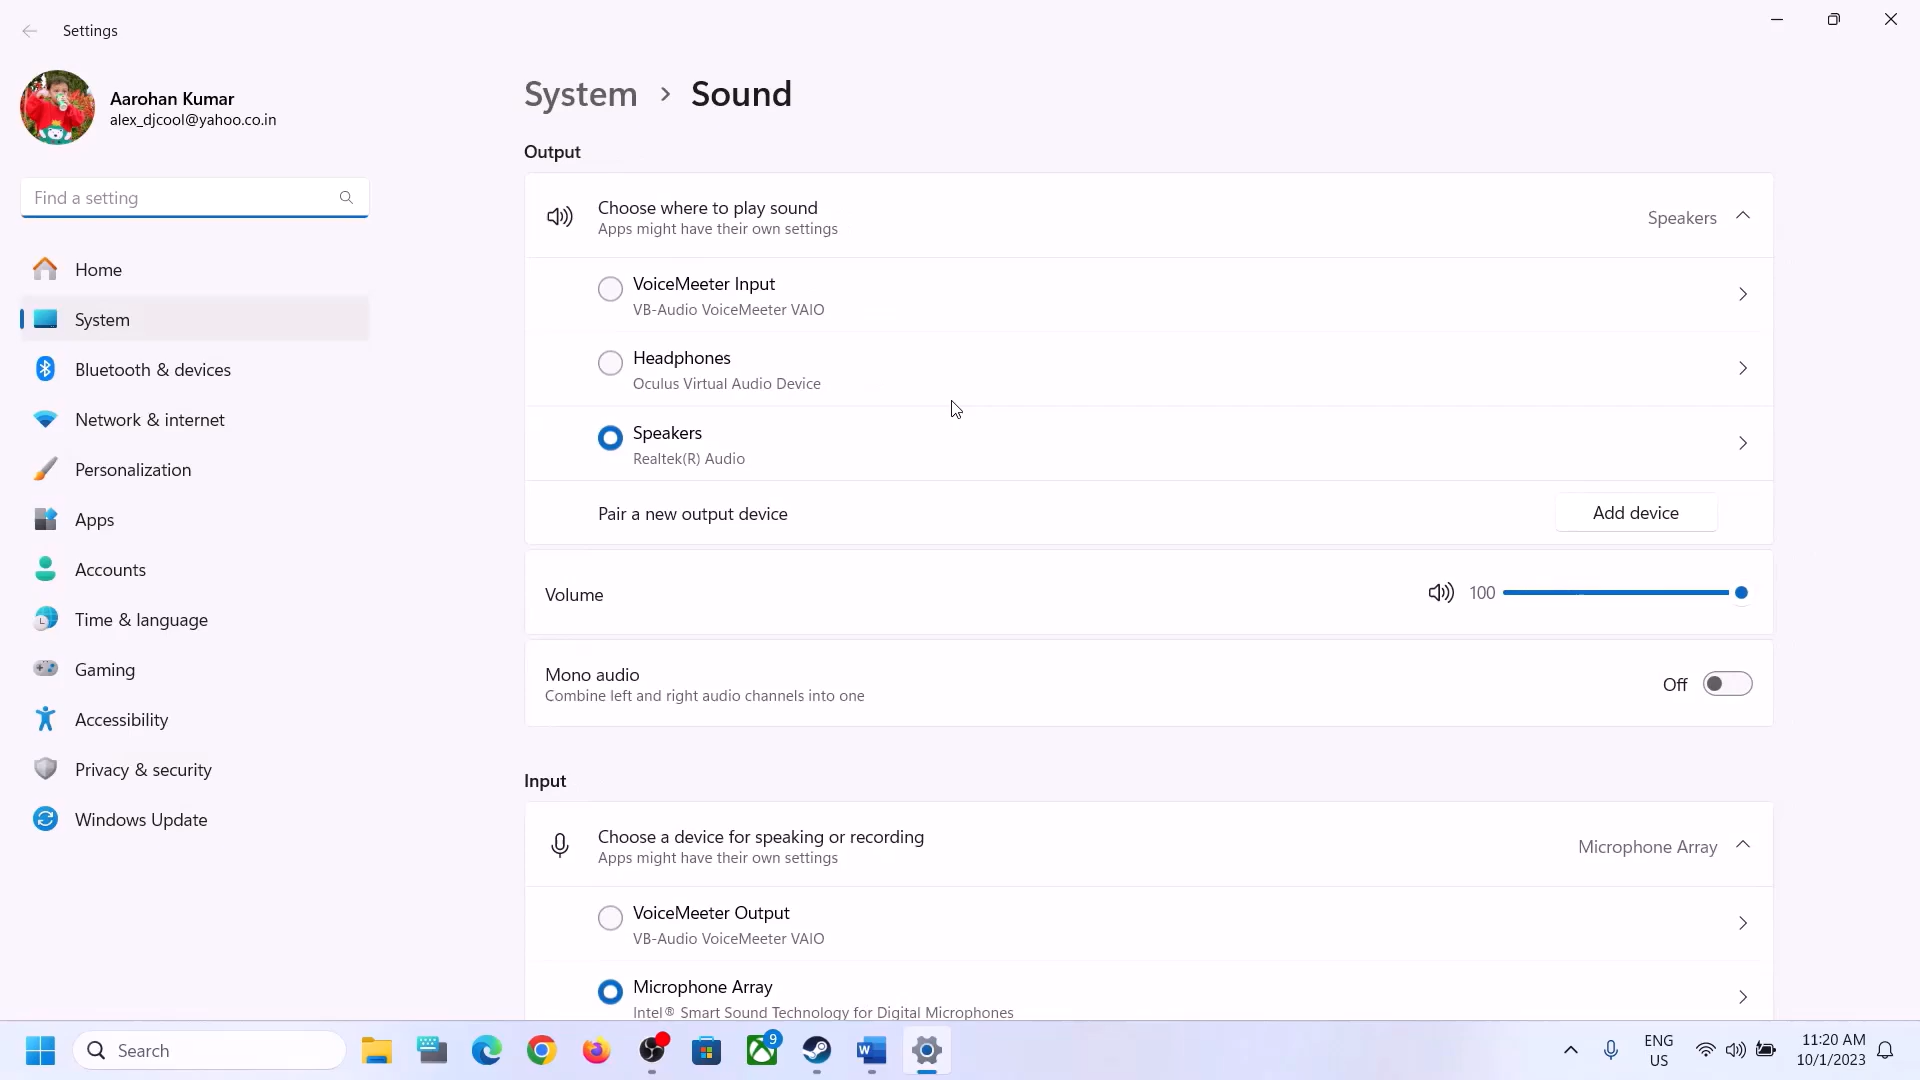 Settings
Aarohan Kumar
alex_djcool@yahoo.co.in
Find a setting
Home
System
Bluetooth & devices
Network & internet
Personalization
Apps
Accounts
Time & language
Gaming
Accessibility
Privacy & security
Windows Update
System > Sound
Output
Choose where to play sound
Apps might have their own settings
Speakers
VoiceMeeter Input
VB-Audio VoiceMeeter VAIO
Headphones
Oculus Virtual Audio Device
Speakers
Realtek(R) Audio
Pair a new output device
Add device
Volume
100
Mono audio
Combine left and right audio channels into one
Off
Input
Choose a device for speaking or recording
Apps might have their own settings
Microphone Array
VoiceMeeter Output
VB-Audio VoiceMeeter VAIO
Microphone Array
Intel® Smart Sound Technology for Digital Microphones
Search
9
ENG
US
11:20 AM
10/1/2023